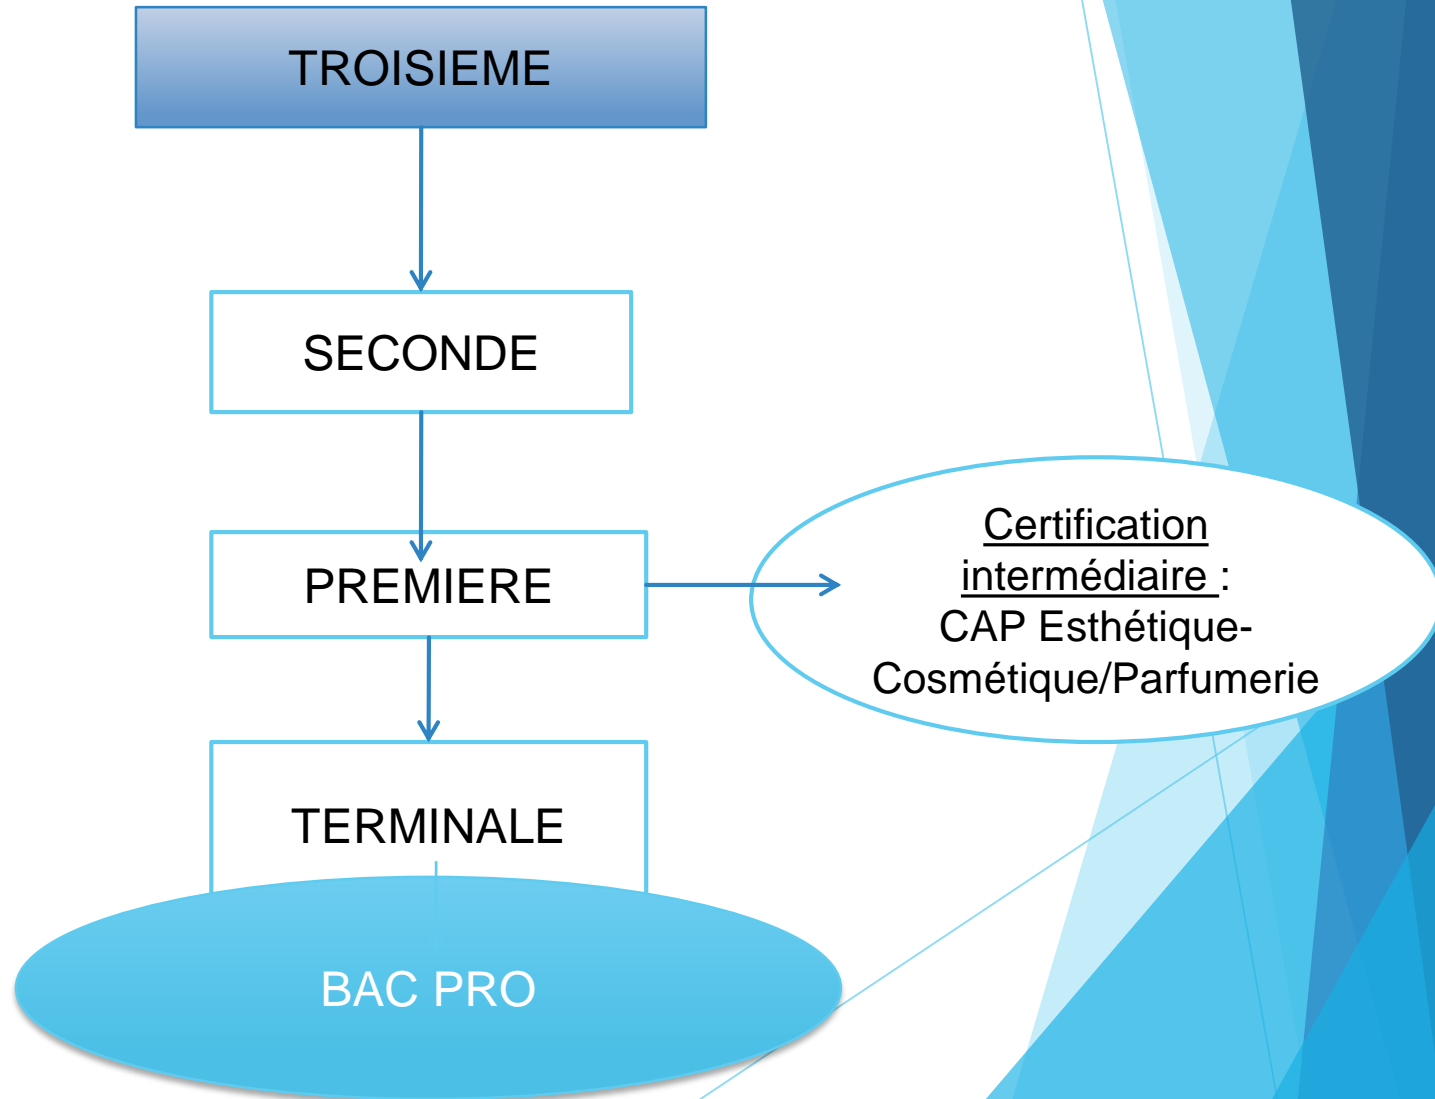 TROISIEME
SECONDE
PREMIERE
Certification
intermédiaire :
CAP Esthétique-
Cosmétique/Parfumerie
TERMINALE
BAC PRO